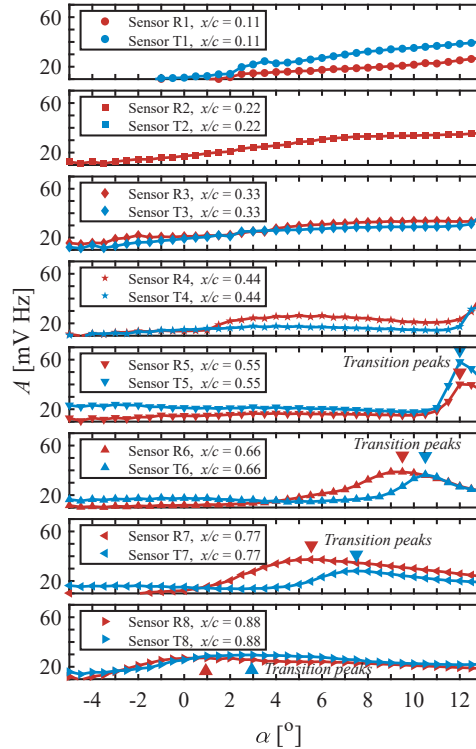 Sensor R1, x/c = 0.11
Sensor T1, x/c = 0.11
60
20
Sensor R2, x/c = 0.22
Sensor T2, x/c = 0.22
60
20
Sensor R3, x/c = 0.33
Sensor T3, x/c = 0.33
60
20
Sensor R4, x/c = 0.44
Sensor T4, x/c = 0.44
60
20
Sensor R5, x/c = 0.55
Sensor T5, x/c = 0.55
Transition peaks
60
20
Sensor R6, x/c = 0.66
Sensor T6, x/c = 0.66
Transition peaks
60
20
Sensor R7, x/c = 0.77
Sensor T7, x/c = 0.77
Transition peaks
60
20
Sensor R8, x/c = 0.88
Sensor T8, x/c = 0.88
Transition peaks
60
20
A [mV Hz]
-4 -2 0 2 4 6 8 10 12
α [°]